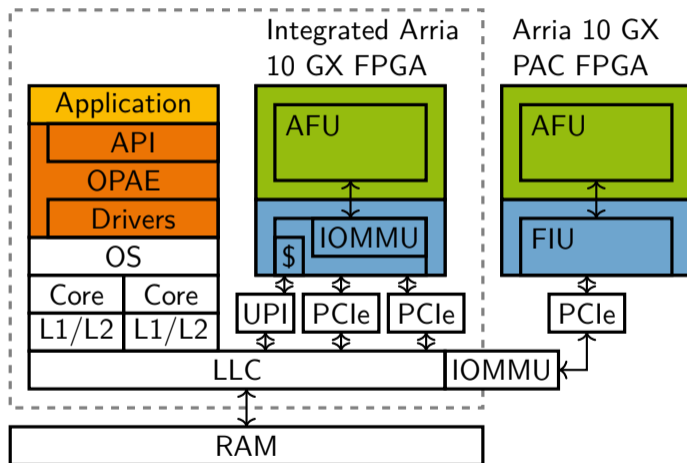 Integrated Arria
10 GX FPGA
Arria 10 GX
PAC FPGA
Application
API
OPAE
Drivers
OS
Core Core
L1/L2 L1/L2
AFU
IOMMU
$
AFU
FIU
UPI PCIe PCIe
PCIe
LLC
IOMMU
RAM